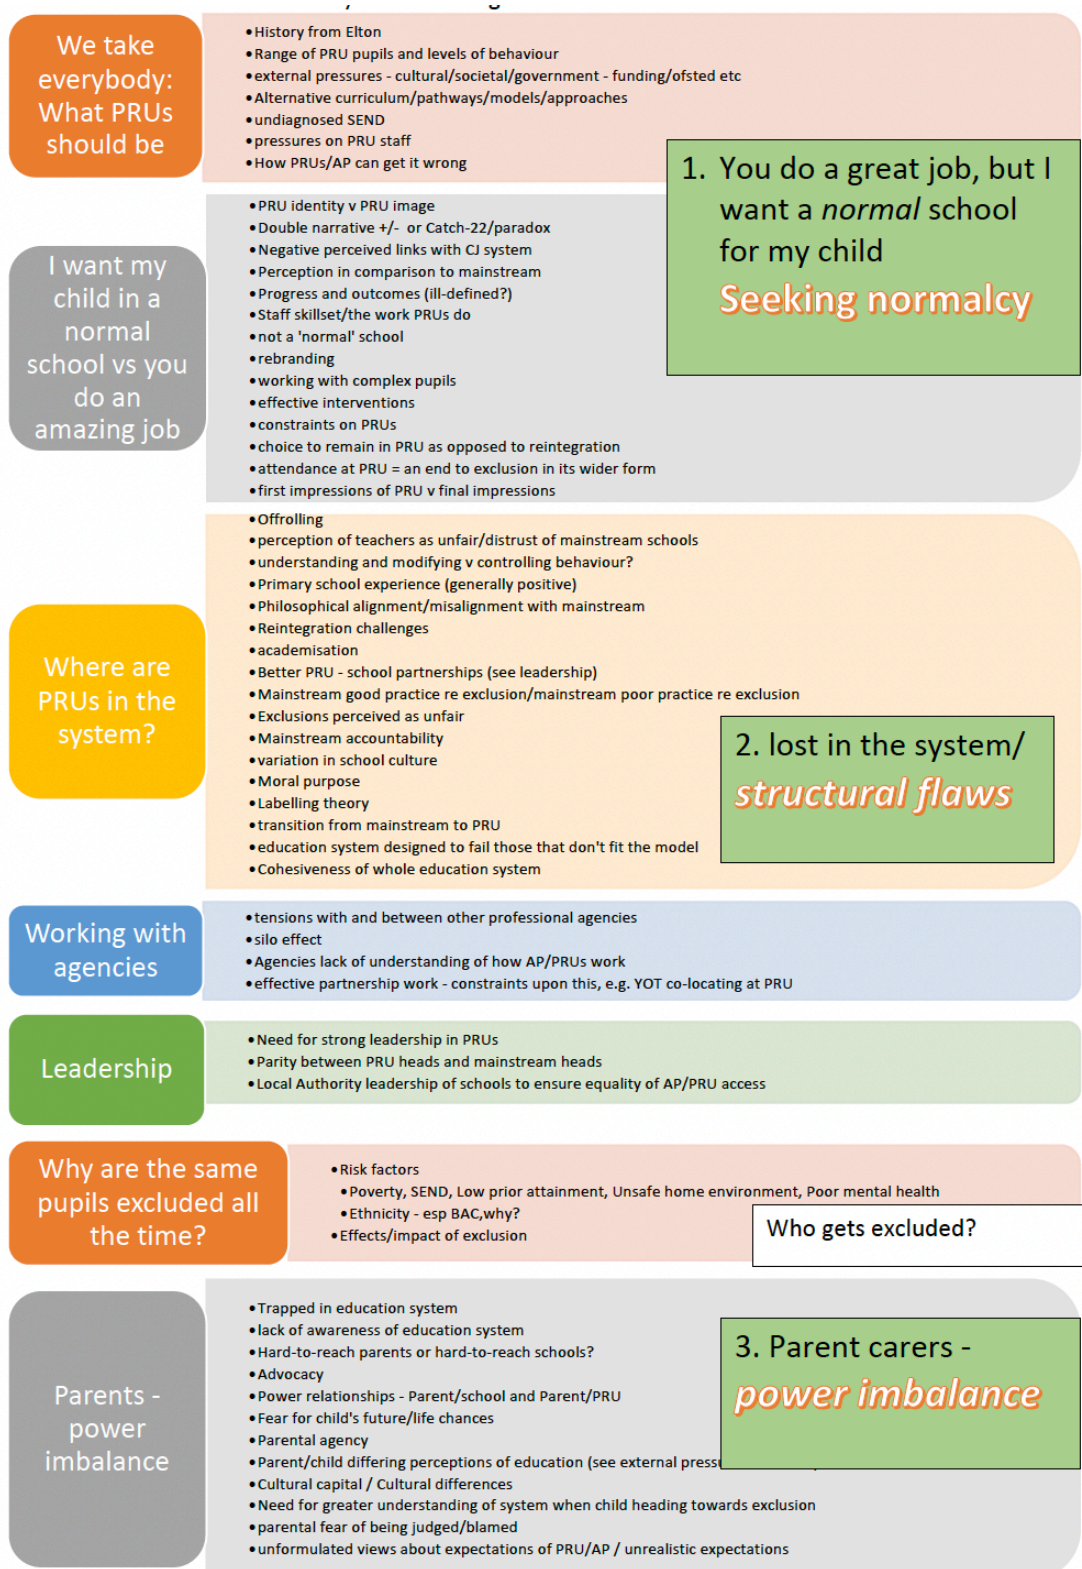 We take
everybody:
What PRUs
should be
•History from Elton
•Range of PRU pupils and levels of behaviour
•external pressures - cultural/societal/government - funding/ofsted etc
•Alternative curriculum/pathways/models/approaches
•undiagnosed SEND
•pressures on PRU staff
•How PRUs/AP can get it wrong
1. You do a great job, but I
want a normal school
for my child
Seeking normalcy
I want my
child in a
normal
school vs you
do an
amazing job
•PRU identity v PRU image
•Double narrative +/- or Catch-22/paradox
•Negative perceived links with CJ system
•Perception in comparison to mainstream
•Progress and outcomes (ill-defined?)
•Staff skillset/the work PRUs do
•not a 'normal' school
•rebranding
•working with complex pupils
•effective interventions
•constraints on PRUs
•choice to remain in PRU as opposed to reintegration
•attendance at PRU = an end to exclusion in its wider form
•first impressions of PRU v final impressions
Where are
PRUs in the
system?
•Offrolling
•perception of teachers as unfair/distrust of mainstream schools
•understanding and modifying v controlling behaviour?
•Primary school experience (generally positive)
•Philosophical alignment/misalignment with mainstream
•Reintegration challenges
•academisation
•Better PRU - school partnerships (see leadership)
•Mainstream good practice re exclusion/mainstream poor practice re exclusion
•Exclusions perceived as unfair
•Mainstream accountability
•variation in school culture
•Moral purpose
•Labelling theory
•transition from mainstream to PRU
•education system designed to fail those that don't fit the model
•Cohesiveness of whole education system
2. lost in the system/
structural flaws
Working with
agencies
•tensions with and between other professional agencies
•silo effect
•Agencies lack of understanding of how AP/PRUs work
•effective partnership work - constraints upon this, e.g. YOT co-locating at PRU
Leadership
•Need for strong leadership in PRUs
•Parity between PRU heads and mainstream heads
•Local Authority leadership of schools to ensure equality of AP/PRU access
Why are the same
pupils excluded all
the time?
•Risk factors
•Poverty, SEND, Low prior attainment, Unsafe home environment, Poor mental health
•Ethnicity - esp BAC,why?
•Effects/impact of exclusion
Who gets excluded?
Parents -
power
imbalance
•Trapped in education system
•lack of awareness of education system
•Hard-to-reach parents or hard-to-reach schools?
•Advocacy
•Power relationships - Parent/school and Parent/PRU
•Fear for child's future/life chances
•Parental agency
•Parent/child differing perceptions of education (see external
•Cultural capital / Cultural differences
•Need for greater understanding of system when child heading towards exclusion
•parental fear of being judged/blamed
•unformulated views about expectations of PRU/AP / unrealistic expectations
3. Parent carers -
power imbalance